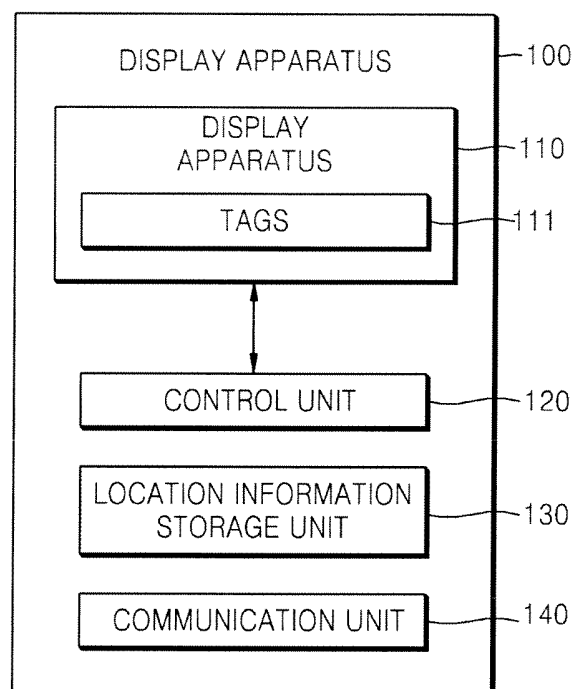 DISPLAY APPARATUS
100
DISPLAY
APPARATUS
110
TAGS
111
CONTROL UNIT
120
LOCATION INFORMATION
STORAGE UNIT
130
COMMUNICATION UNIT
140